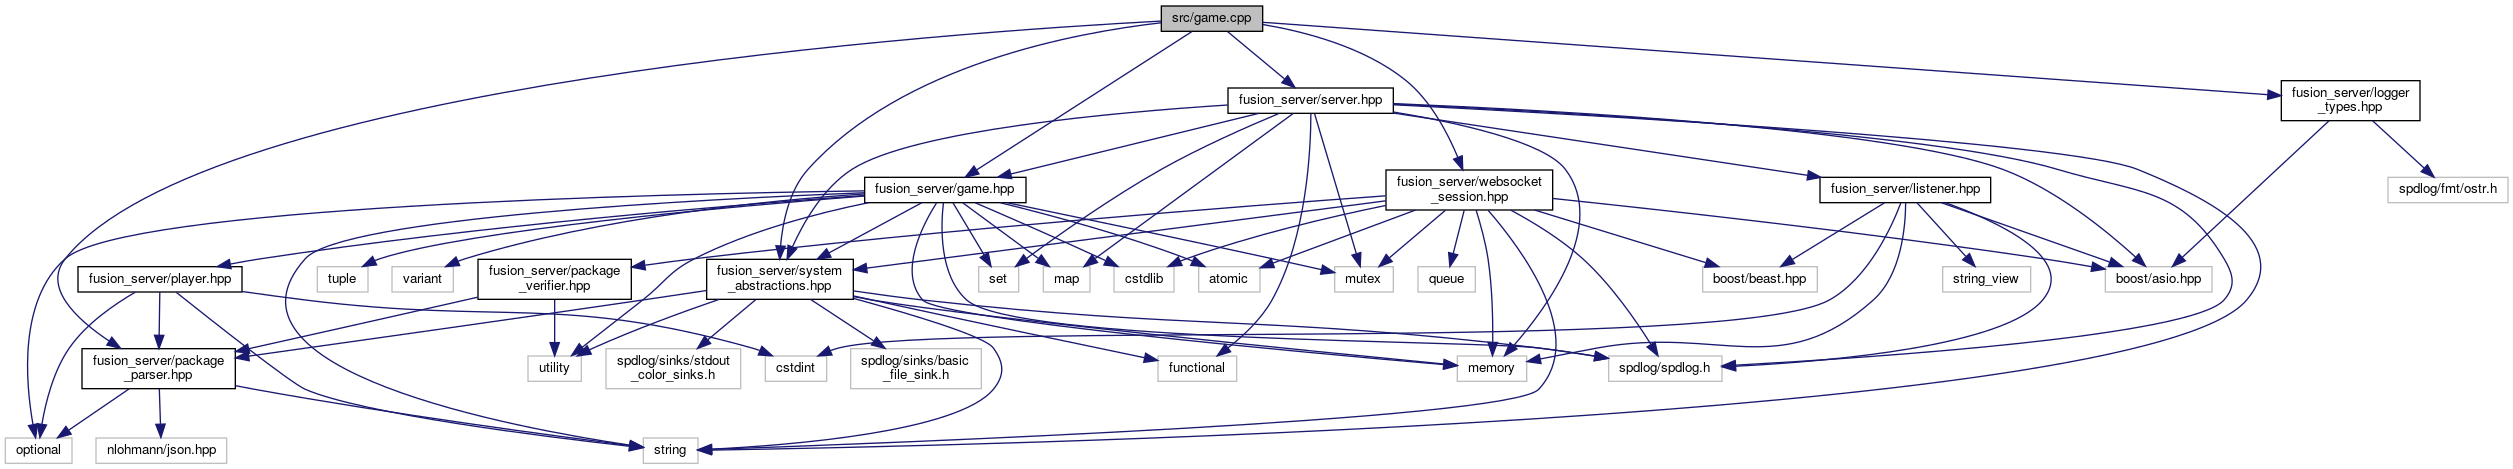 src/game.cpp
fusion_server/logger
_types.hpp
fusion_server/server.hpp
fusion_server/game.hpp
fusion_server/websocket
_session.hpp
fusion_server/listener.hpp
spdlog/fmt/ostr.h
fusion_server/player.hpp
tuple
variant
fusion_server/package
_verifier.hpp
fusion_server/system
_abstractions.hpp
set
map
cstdlib
atomic
mutex
queue
boost/beast.hpp
string_view
boost/asio.hpp
fusion_server/package
_parser.hpp
utility
spdlog/sinks/stdout
_color_sinks.h
cstdint
spdlog/sinks/basic
_file_sink.h
functional
memory
spdlog/spdlog.h
optional
nlohmann/json.hpp
string